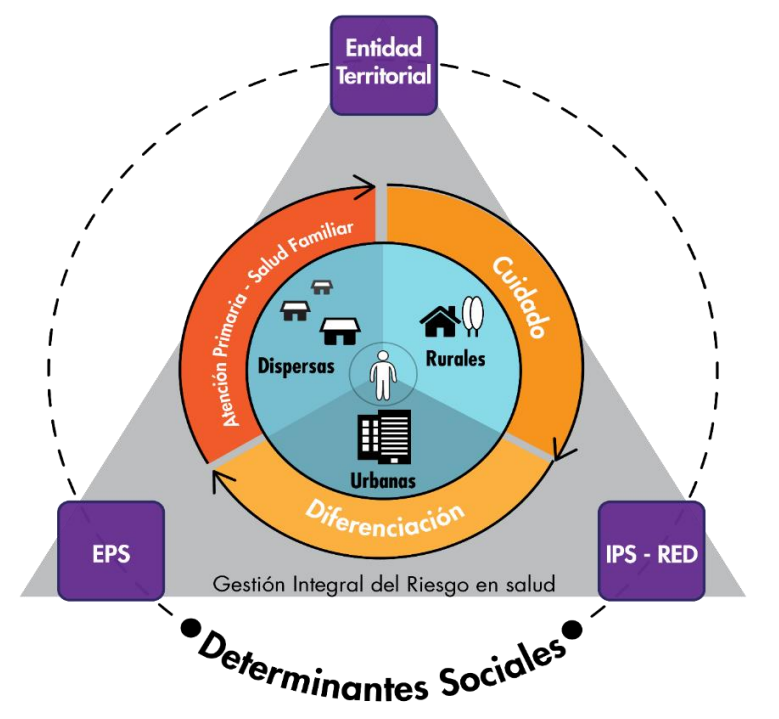 Entidad
Territorial
Atención Primaria - Salud Familiar
Cuidado
Dispersas
Rurales
Urbanas
Diferenciación
EPS
IPS - RED
Gestión Integral del Riesgo en salud
Determinantes Sociales